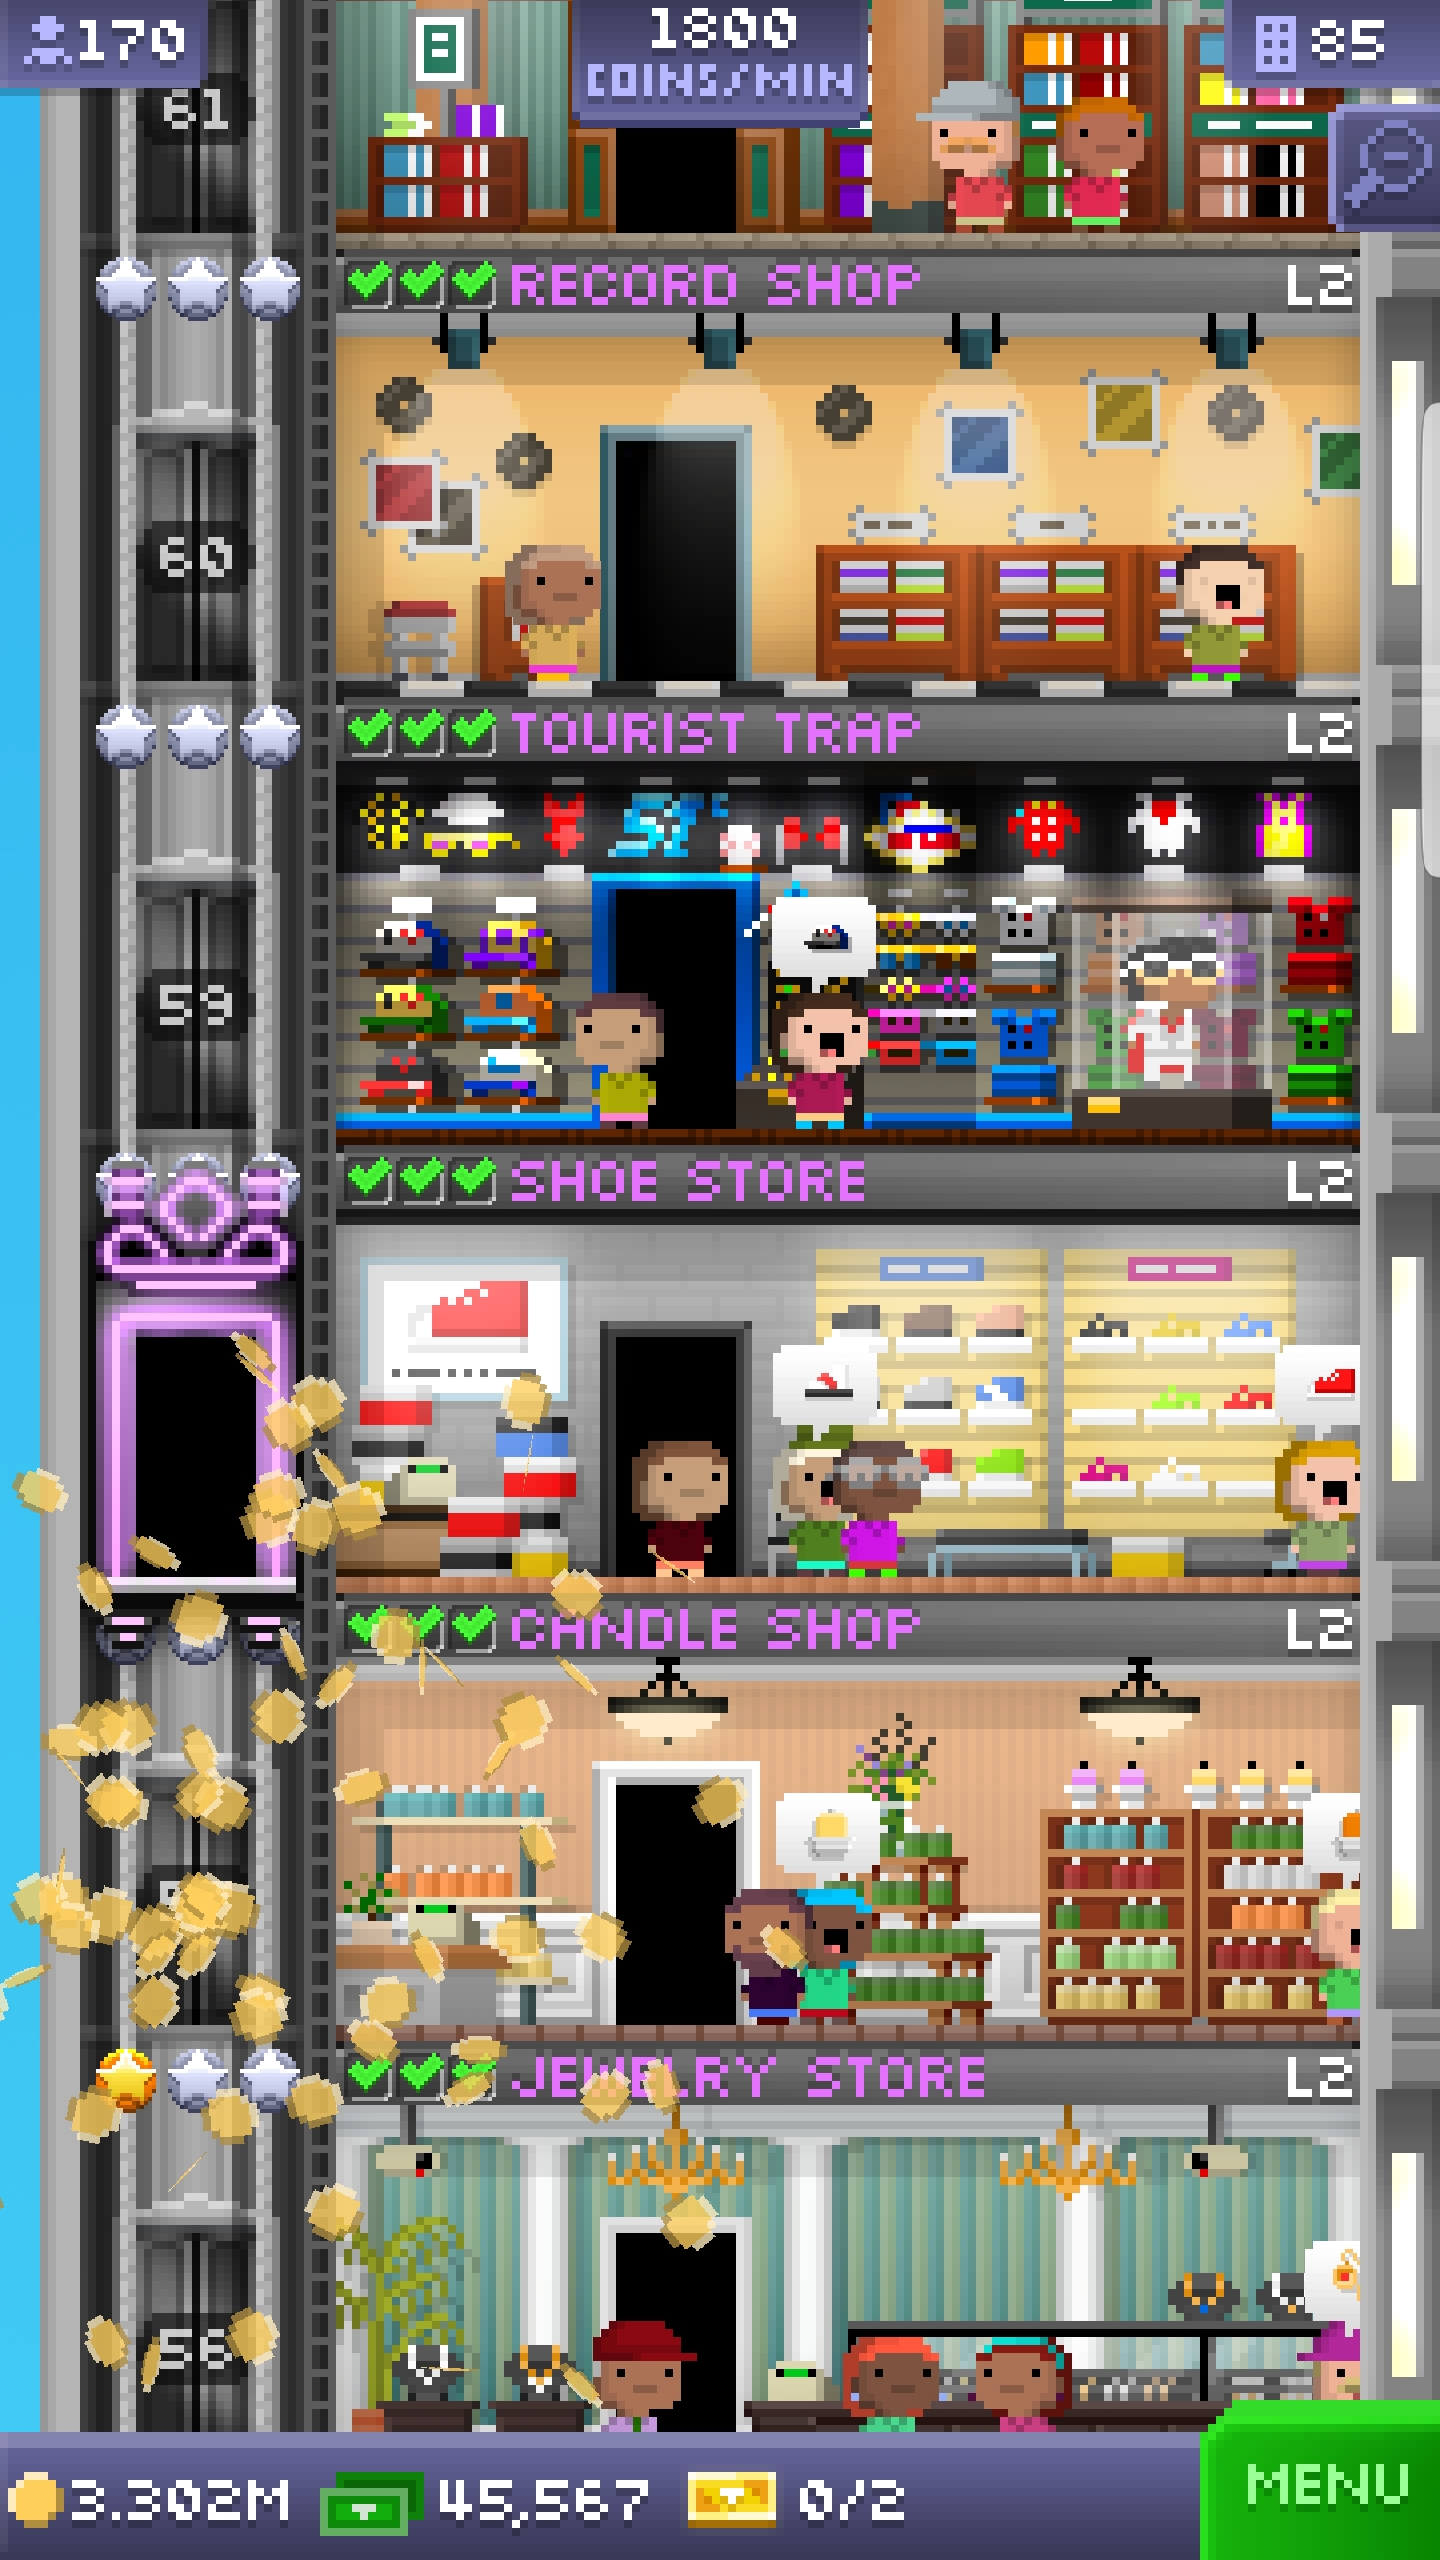 170
1800
COINS/MIN
85
61
RECORD SHOP L2
60
TOURIST TRAP L2
59
SHOE STORE L2
CANDLE SHOP L2
JEWELRY STORE L2
56
3.302M 45,567 0/2
MENU